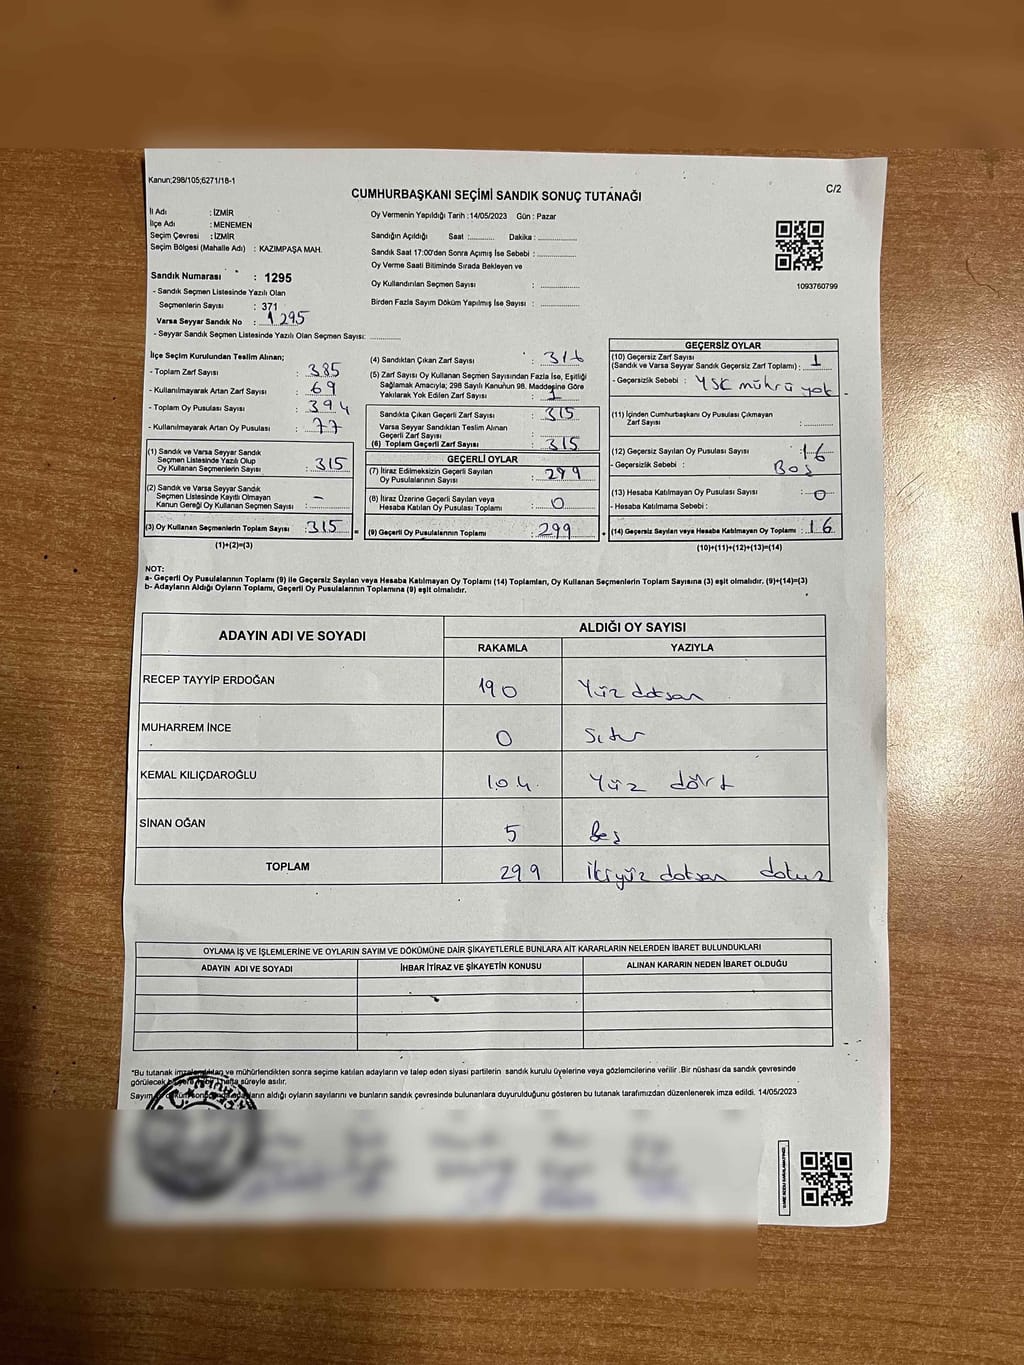 Kanun;298/105;6271/18-1
C/2
CUMHURBAŞKANI SEÇİMİ SANDIK SONUÇ TUTANAĞI
İl Adı : İZMİR
İlçe Adı : MENEMEN
Seçim Çevresi : İZMİR
Seçim Bölgesi (Mahalle Adı) : KAZIMPAŞA MAH.
Sandık Numarası : 1295
- Sandık Seçmen Listesinde Yazılı Olan
Seçmenlerin Sayısı : 371
Varsa Seyyar Sandık No : 1295
- Seyyar Sandık Seçmen Listesinde Yazılı Olan Seçmen Sayısı:
Oy Vermenin Yapıldığı Tarih :14/05/2023 Gün : Pazar
Sandığın Açıldığı Saat : Dakika :
Sandık Saat 17:00'den Sonra Açımış İse Sebebi :
Oy Verme Saati Bitiminde Sırada Bekleyen ve
Oy Kullandırılan Seçmen Sayısı :
Birden Fazla Sayım Döküm Yapılmış İse Sayısı :
1093760799
İlçe Seçim Kurulundan Teslim Alınan;
- Toplam Zarf Sayısı : 385
- Kullanılmayarak Artan Zarf Sayısı : 69
- Toplam Oy Pusulası Sayısı : 394
- Kullanılmayarak Artan Oy Pusulası : 77
(1) Sandık ve Varsa Seyyar Sandık
Seçmen Listesinde Yazılı Olup
Oy Kullanan Seçmenlerin Sayısı : 315
(2) Sandık ve Varsa Seyyar Sandık
Seçmen Listesinde Kayıtlı Olmayan
Kanun Gereği Oy Kullanan Seçmen Sayısı : -
(3) Oy Kullanan Seçmenlerin Toplam Sayısı : 315
(1)+(2)=(3)
(4) Sandıktan Çıkan Zarf Sayısı : 316
(5) Zarf Sayısı Oy Kullanan Seçmen Sayısından Fazla İse, Eşitliği
Sağlamak Amacıyla; 298 Sayılı Kanunun 98. Maddesine Göre
Yakılarak Yok Edilen Zarf Sayısı : 1
Sandıkta Çıkan Geçerli Zarf Sayısı : 315
Varsa Seyyar Sandıktan Teslim Alınan
Geçerli Zarf Sayısı :
(6) Toplam Geçerli Zarf Sayısı : 315
GEÇERLİ OYLAR
(7) İtiraz Edilmeksizin Geçerli Sayılan
Oy Pusulalarının Sayısı : 299
(8) İtiraz Üzerine Geçerli Sayılan veya
Hesaba Katılan Oy Pusulası Toplamı : 0
(9) Geçerli Oy Pusulalarının Toplamı : 299
GEÇERSİZ OYLAR
(10) Geçersiz Zarf Sayısı
(Sandık ve Varsa Seyyar Sandık Geçersiz Zarf Toplamı) : 1
- Geçersizlik Sebebi : YSK mührü yok
(11) İçinden Cumhurbaşkanı Oy Pusulası Çıkmayan
Zarf Sayısı :
(12) Geçersiz Sayılan Oy Pusulası Sayısı : 16
- Geçersizlik Sebebi : Boş
(13) Hesaba Katılmayan Oy Pusulası Sayısı : 0
- Hesaba Katılmama Sebebi :
(14) Geçersiz Sayılan veya Hesaba Katılmayan Oy Toplamı : 16
(10)+(11)+(12)+(13)=(14)
NOT:
a- Geçerli Oy Pusulalarının Toplamı (9) ile Geçersiz Sayılan veya Hesaba Katılmayan Oy Toplamı (14) Toplamları, Oy Kullanan Seçmenlerin Toplam Sayısına (3) eşit olmalıdır. (9)+(14)=(3)
b- Adayların Aldığı Oyların Toplamı, Geçerli Oy Pusulalarının Toplamına (9) eşit olmalıdır.
ADAYIN ADI VE SOYADI
ALDIĞI OY SAYISI
RAKAMLA YAZIYLA
RECEP TAYYİP ERDOĞAN 190 Yüz doksan
MUHARREM İNCE 0 Sıfır
KEMAL KILIÇDAROĞLU 104 Yüz dört
SİNAN OĞAN 5 Beş
TOPLAM 299 İkiyüz doksan dokuz
OYLAMA İŞ VE İŞLEMLERİNE VE OYLARIN SAYIM VE DÖKÜMÜNE DAİR ŞİKAYETLERLE BUNLARA AİT KARARLARIN NELERDEN İBARET BULUNDUKLARI
ADAYIN ADI VE SOYADI İHBAR İTİRAZ VE ŞİKAYETİN KONUSU ALINAN KARARIN NEDEN İBARET OLDUĞU
*Bu tutanak ve mühürlendikten sonra seçime katılan adayların ve talep eden siyasi partilerin sandık kurulu üyelerine veya gözlemcilerine verilir .Bir nüshası da sandık çevresinde
görülecek hafta süreyle asılır.
aldığı oyların sayılarını ve bunların sandık çevresinde bulunanlara duyurulduğunu gösteren bu tutanak tarafımızdan düzenlenerek imza edildi. 14/05/2023